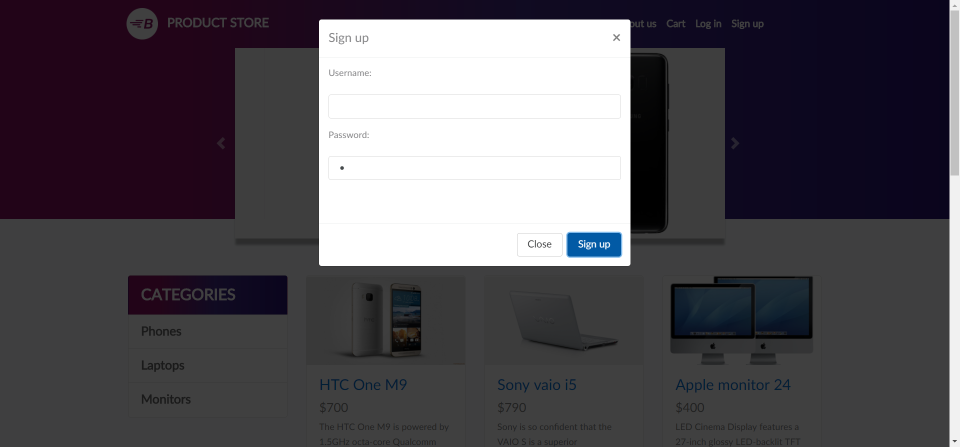 B PRODUCT STORE
out us Cart Log in Sign up
Sign up ×
Username:
Password:
Close Sign up
CATEGORIES
Phones
Laptops
Monitors
HTC One M9
$700
The HTC One M9 is powered by
1.5GHz octa-core Qualcomm
Sony vaio i5
$790
Sony is so confident that the
VAIO S is a superior
Apple monitor 24
$400
LED Cinema Display features a
27-inch glossy LED-backlit TFT